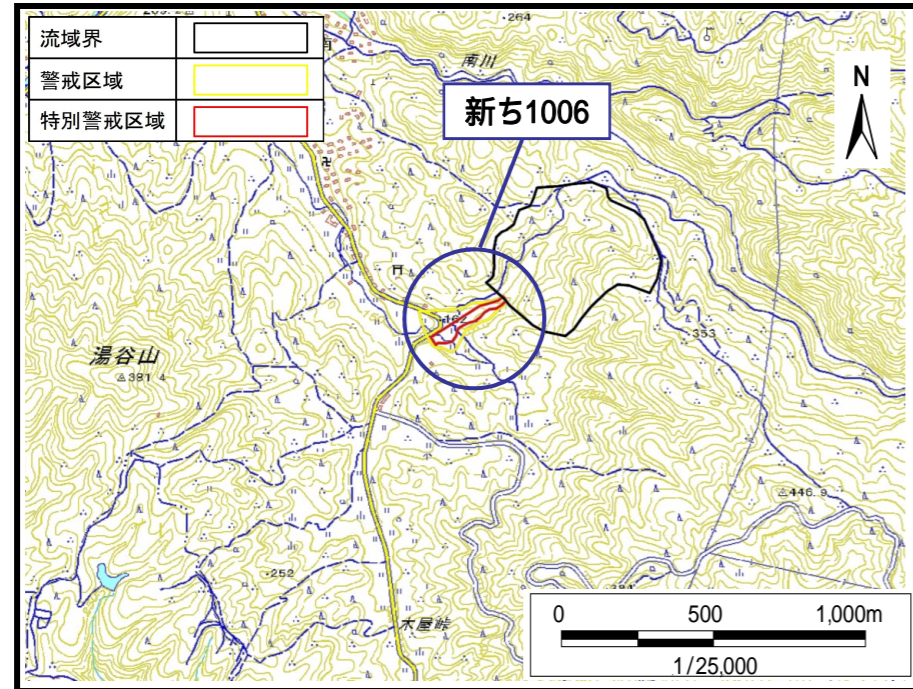 流域界
警戒区域
特別警戒区域
264
南川
新ち1006
N
162
353
湯谷山
381.4
446.9
252
木屋峠
0 500 1,000m
1/25,000